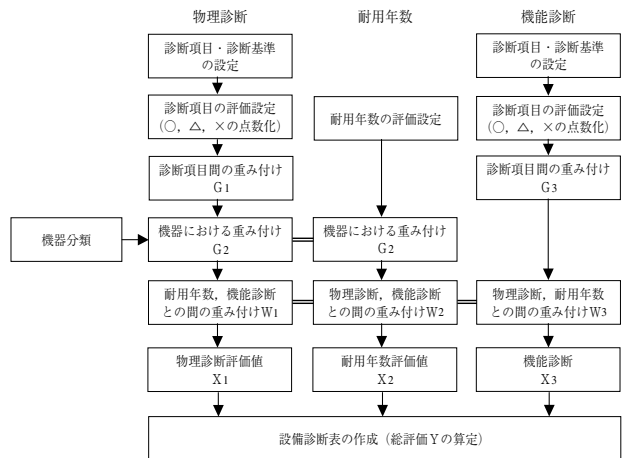 物理診断
耐用年数
機能診断
診断項目・診断基準
の設定
診断項目・診断基準
の設定
診断項目の評価設定
(○, △, ×の点数化)
耐用年数の評価設定
診断項目の評価設定
(○, △, ×の点数化)
診断項目間の重み付け
G1
診断項目間の重み付け
G3
機器分類
機器における重み付け
G2
機器における重み付け
G2
耐用年数, 機能診断
との間の重み付けW1
物理診断, 機能診断
との間の重み付けW2
物理診断, 耐用年数
との間の重み付けW3
物理診断評価値
X1
耐用年数評価値
X2
機能診断
X3
設備診断表の作成(総評価Yの算定)